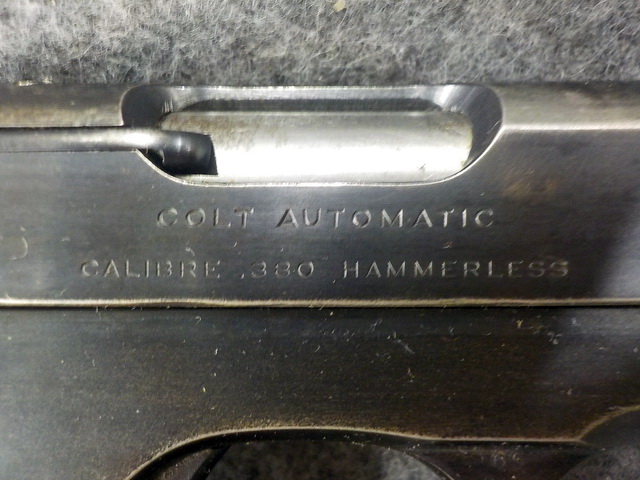 COLT AUTOMATIC
CALIBRE .380 HAMMERLESS